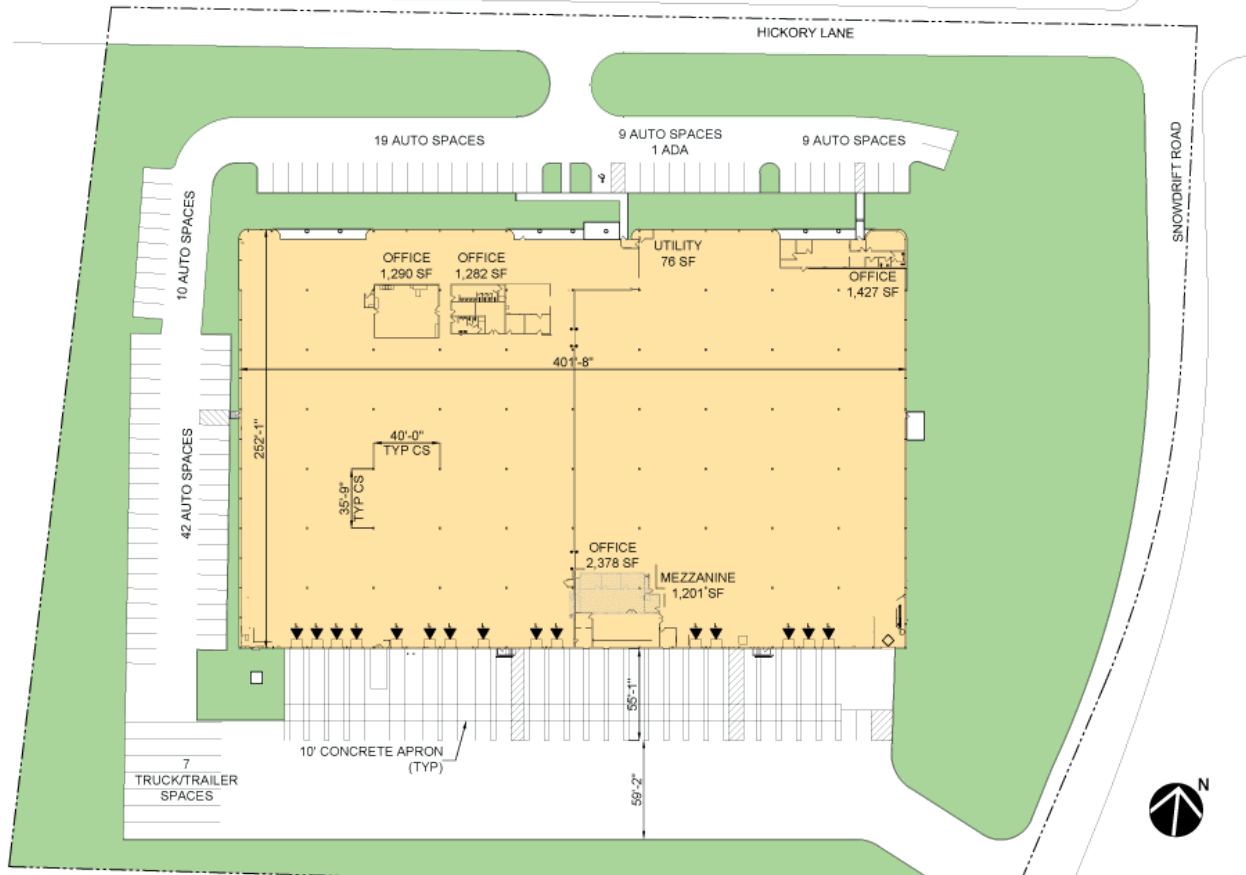 HICKORY LANE
SNOWDRIFT ROAD
19 AUTO SPACES
9 AUTO SPACES
1 ADA
9 AUTO SPACES
10 AUTO SPACES
UTILITY
76 SF
OFFICE
1,290 SF
OFFICE
1,282 SF
OFFICE
1,427 SF
401'-8"
252'-1"
40'-0"
TYP CS
35'-9"
TYP CS
42 AUTO SPACES
OFFICE
2,378 SF
MEZZANINE
1,201 SF
55'-1"
10' CONCRETE APRON
(TYP)
59'-2"
7
TRUCK/TRAILER
SPACES
N